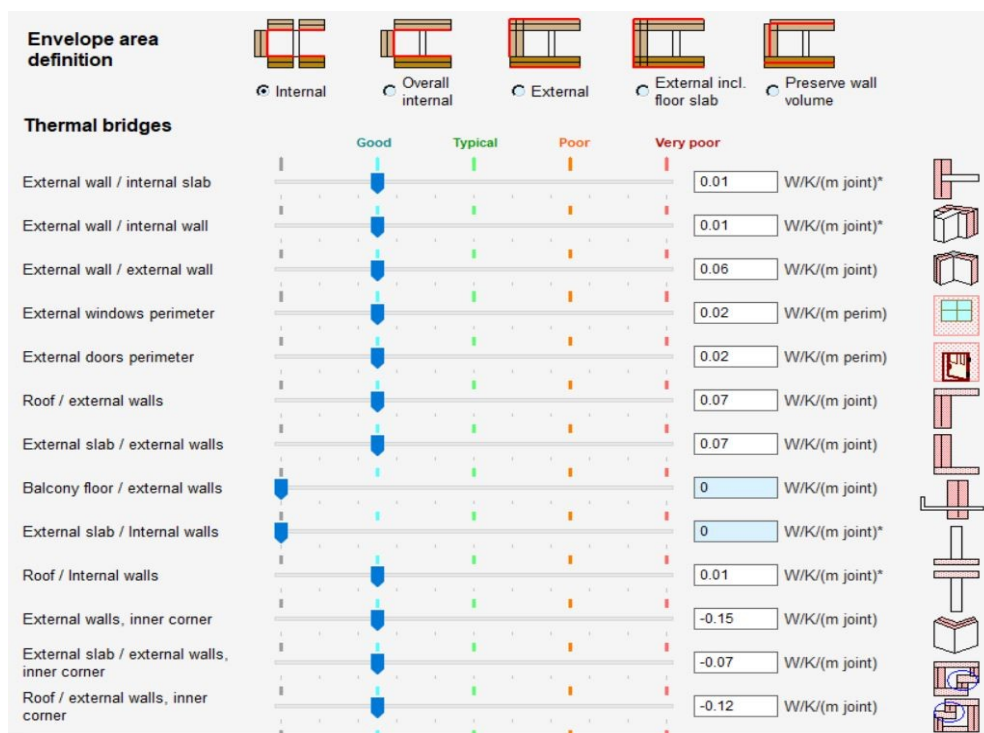 Envelope area
definition
Internal
Overall
internal
External
External incl.
floor slab
Preserve wall
volume
Thermal bridges
Good Typical Poor Very poor
External wall / internal slab 0.01 W/K/(m joint)*
External wall / internal wall 0.01 W/K/(m joint)*
External wall / external wall 0.06 W/K/(m joint)
External windows perimeter 0.02 W/K/(m perim)
External doors perimeter 0.02 W/K/(m perim)
Roof / external walls 0.07 W/K/(m joint)
External slab / external walls 0.07 W/K/(m joint)
Balcony floor / external walls 0 W/K/(m joint)
External slab / Internal walls 0 W/K/(m joint)*
Roof / Internal walls 0.01 W/K/(m joint)*
External walls, inner corner -0.15 W/K/(m joint)
External slab / external walls,
inner corner -0.07 W/K/(m joint)
Roof / external walls, inner
corner -0.12 W/K/(m joint)